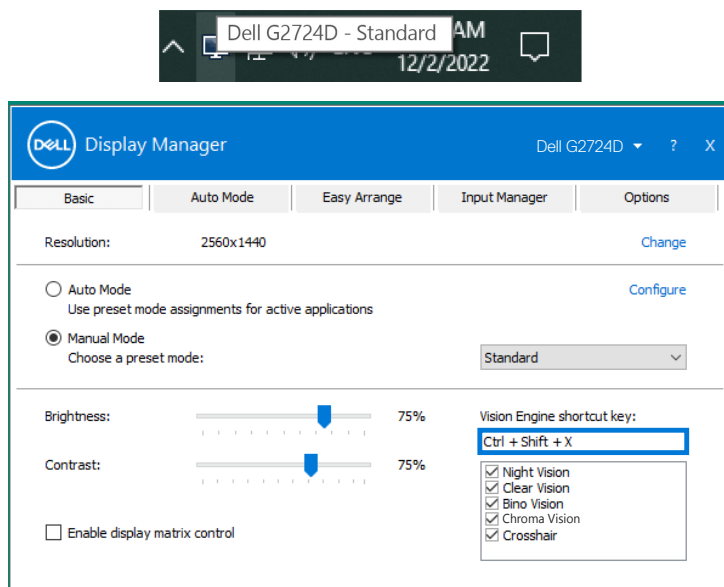 Dell G2724D - Standard
AM
12/2/2022
DELL Display Manager
Dell G2724D ? X
Basic Auto Mode Easy Arrange Input Manager Options
Resolution: 2560x1440 Change
Auto Mode Configure
Use preset mode assignments for active applications
Manual Mode
Choose a preset mode: Standard
Brightness: 75% Vision Engine shortcut key:
Ctrl + Shift + X
Contrast: 75%
Night Vision
Clear Vision
Bino Vision
Chroma Vision
Crosshair
Enable display matrix control